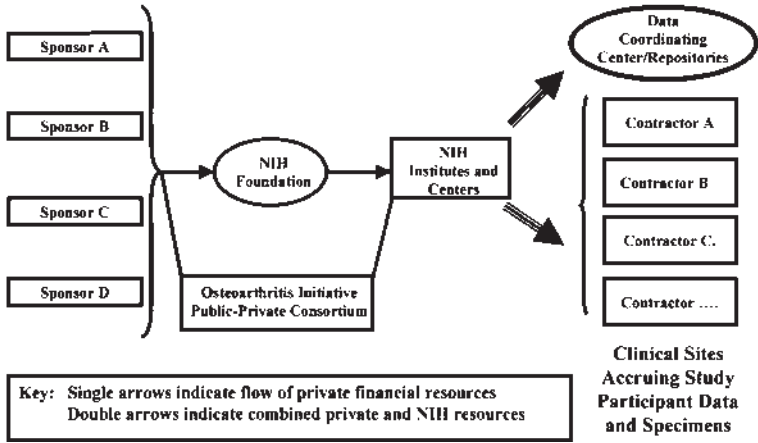 Sponsor A
Sponsor B
Sponsor C
Sponsor D
NIH
Foundation
NIH
Institutes and
Centers
Osteoarthritis Initiative
Public-Private Consortium
Data
Coordinating
Center/Repositories
Contractor A
Contractor B
Contractor C.
Contractor ....
Clinical Sites
Accruing Study
Participant Data
and Specimens
Key: Single arrows indicate flow of private financial resources
Double arrows indicate combined private and NIH resources